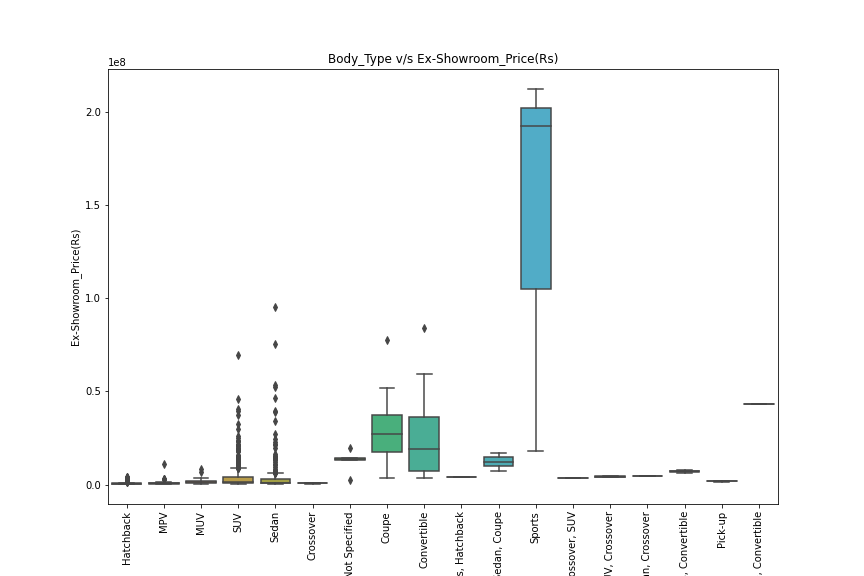 Body_Type v/s Ex-Showroom_Price(Rs)
1e8
2.0
1.5
1.0
0.5
0.0
Ex-Showroom_Price(Rs)
Hatchback
MPV
MUV
SUV
Sedan
Crossover
Not Specified
Coupe
Convertible
, Hatchback
, Coupe
Sports
, SUV
, Crossover
, Crossover
, Convertible
Pick-up
, Convertible